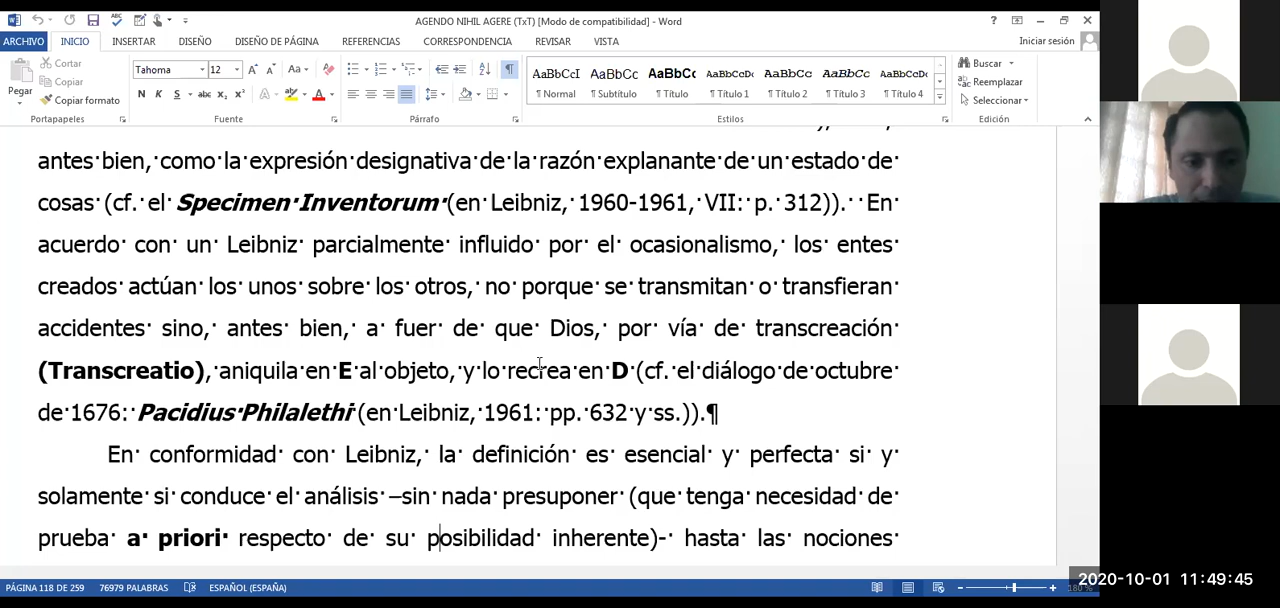 AGENDO NIHIL AGERE (TxT) [Modo de compatibilidad] - Word
ARCHIVO INICIO INSERTAR DISEÑO DISEÑO DE PÁGINA REFERENCIAS CORRESPONDENCIA REVISAR VISTA Iniciar sesión
Pegar
Cortar
Copiar
Copiar formato
Portapapeles
Tahoma 12 Aa
N K S abc x₂ x² A A
Fuente
Párrafo
AaBbCcI AaBbCc AaBbCc AaBbCcDc AaBbCc AaBbCc AaBbCcDc
¶ Normal ¶ Subtítulo ¶ Título ¶ Título 1 ¶ Título 2 ¶ Título 3 ¶ Título 4
Estilos
Buscar
Reemplazar
Seleccionar
Edición
antes bien, como la expresión designativa de la razón explanante de un estado de
cosas (cf. el Specimen Inventorum (en Leibniz, 1960-1961, VII: p. 312)). En
acuerdo con un Leibniz parcialmente influido por el ocasionalismo, los entes
creados actúan los unos sobre los otros, no porque se transmitan o transfieran
accidentes sino, antes bien, a fuer de que Dios, por vía de transcreación
(Transcreatio), aniquila en E al objeto, y lo recrea en D (cf. el diálogo de octubre
de 1676: Pacidius Philalethi (en Leibniz, 1961: pp. 632 y ss.)).¶
En conformidad con Leibniz, la definición es esencial y perfecta si y
solamente si conduce el análisis –sin nada presuponer (que tenga necesidad de
prueba a priori respecto de su posibilidad inherente)- hasta las nociones
PÁGINA 118 DE 259 76979 PALABRAS ESPAÑOL (ESPAÑA) 180 %
2020-10-01 11:49:45